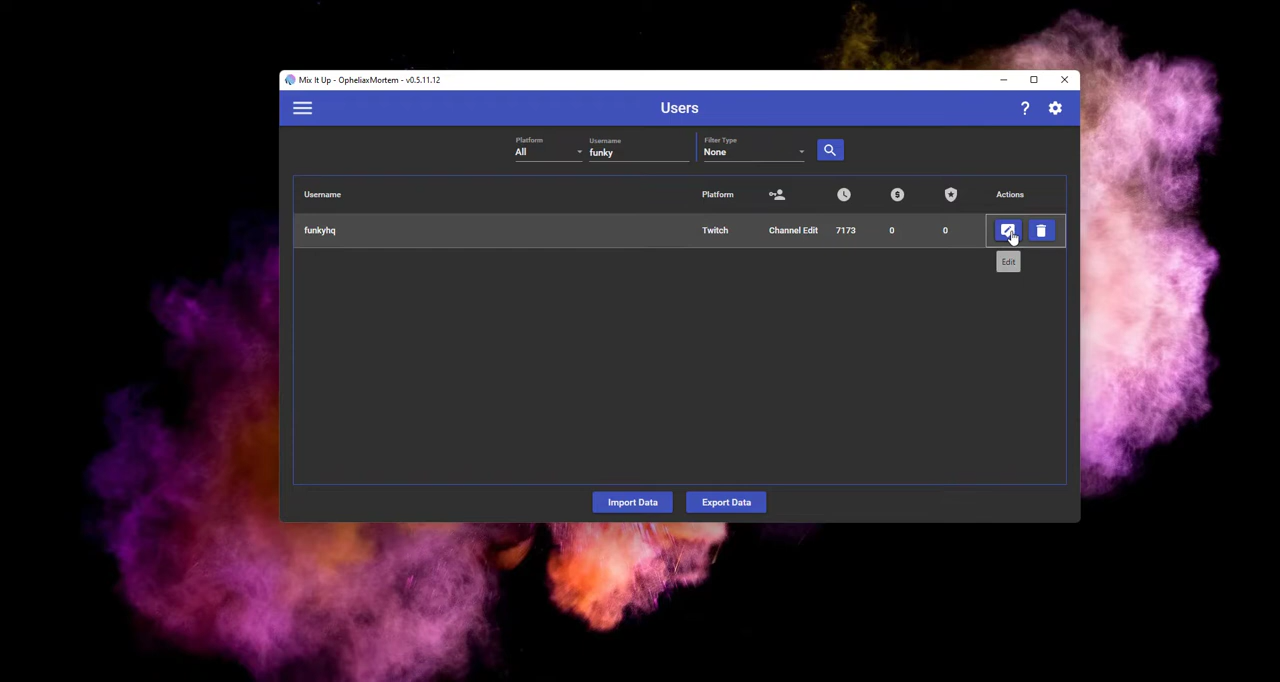 Mix It Up - OpheliaxMortem - v0.5.11.12
Users
?
Platform
All
Username
funky
Filter Type
None
Username Platform Actions
funkyhq Twitch Channel Edit 7173 0 0
Edit
Import Data Export Data